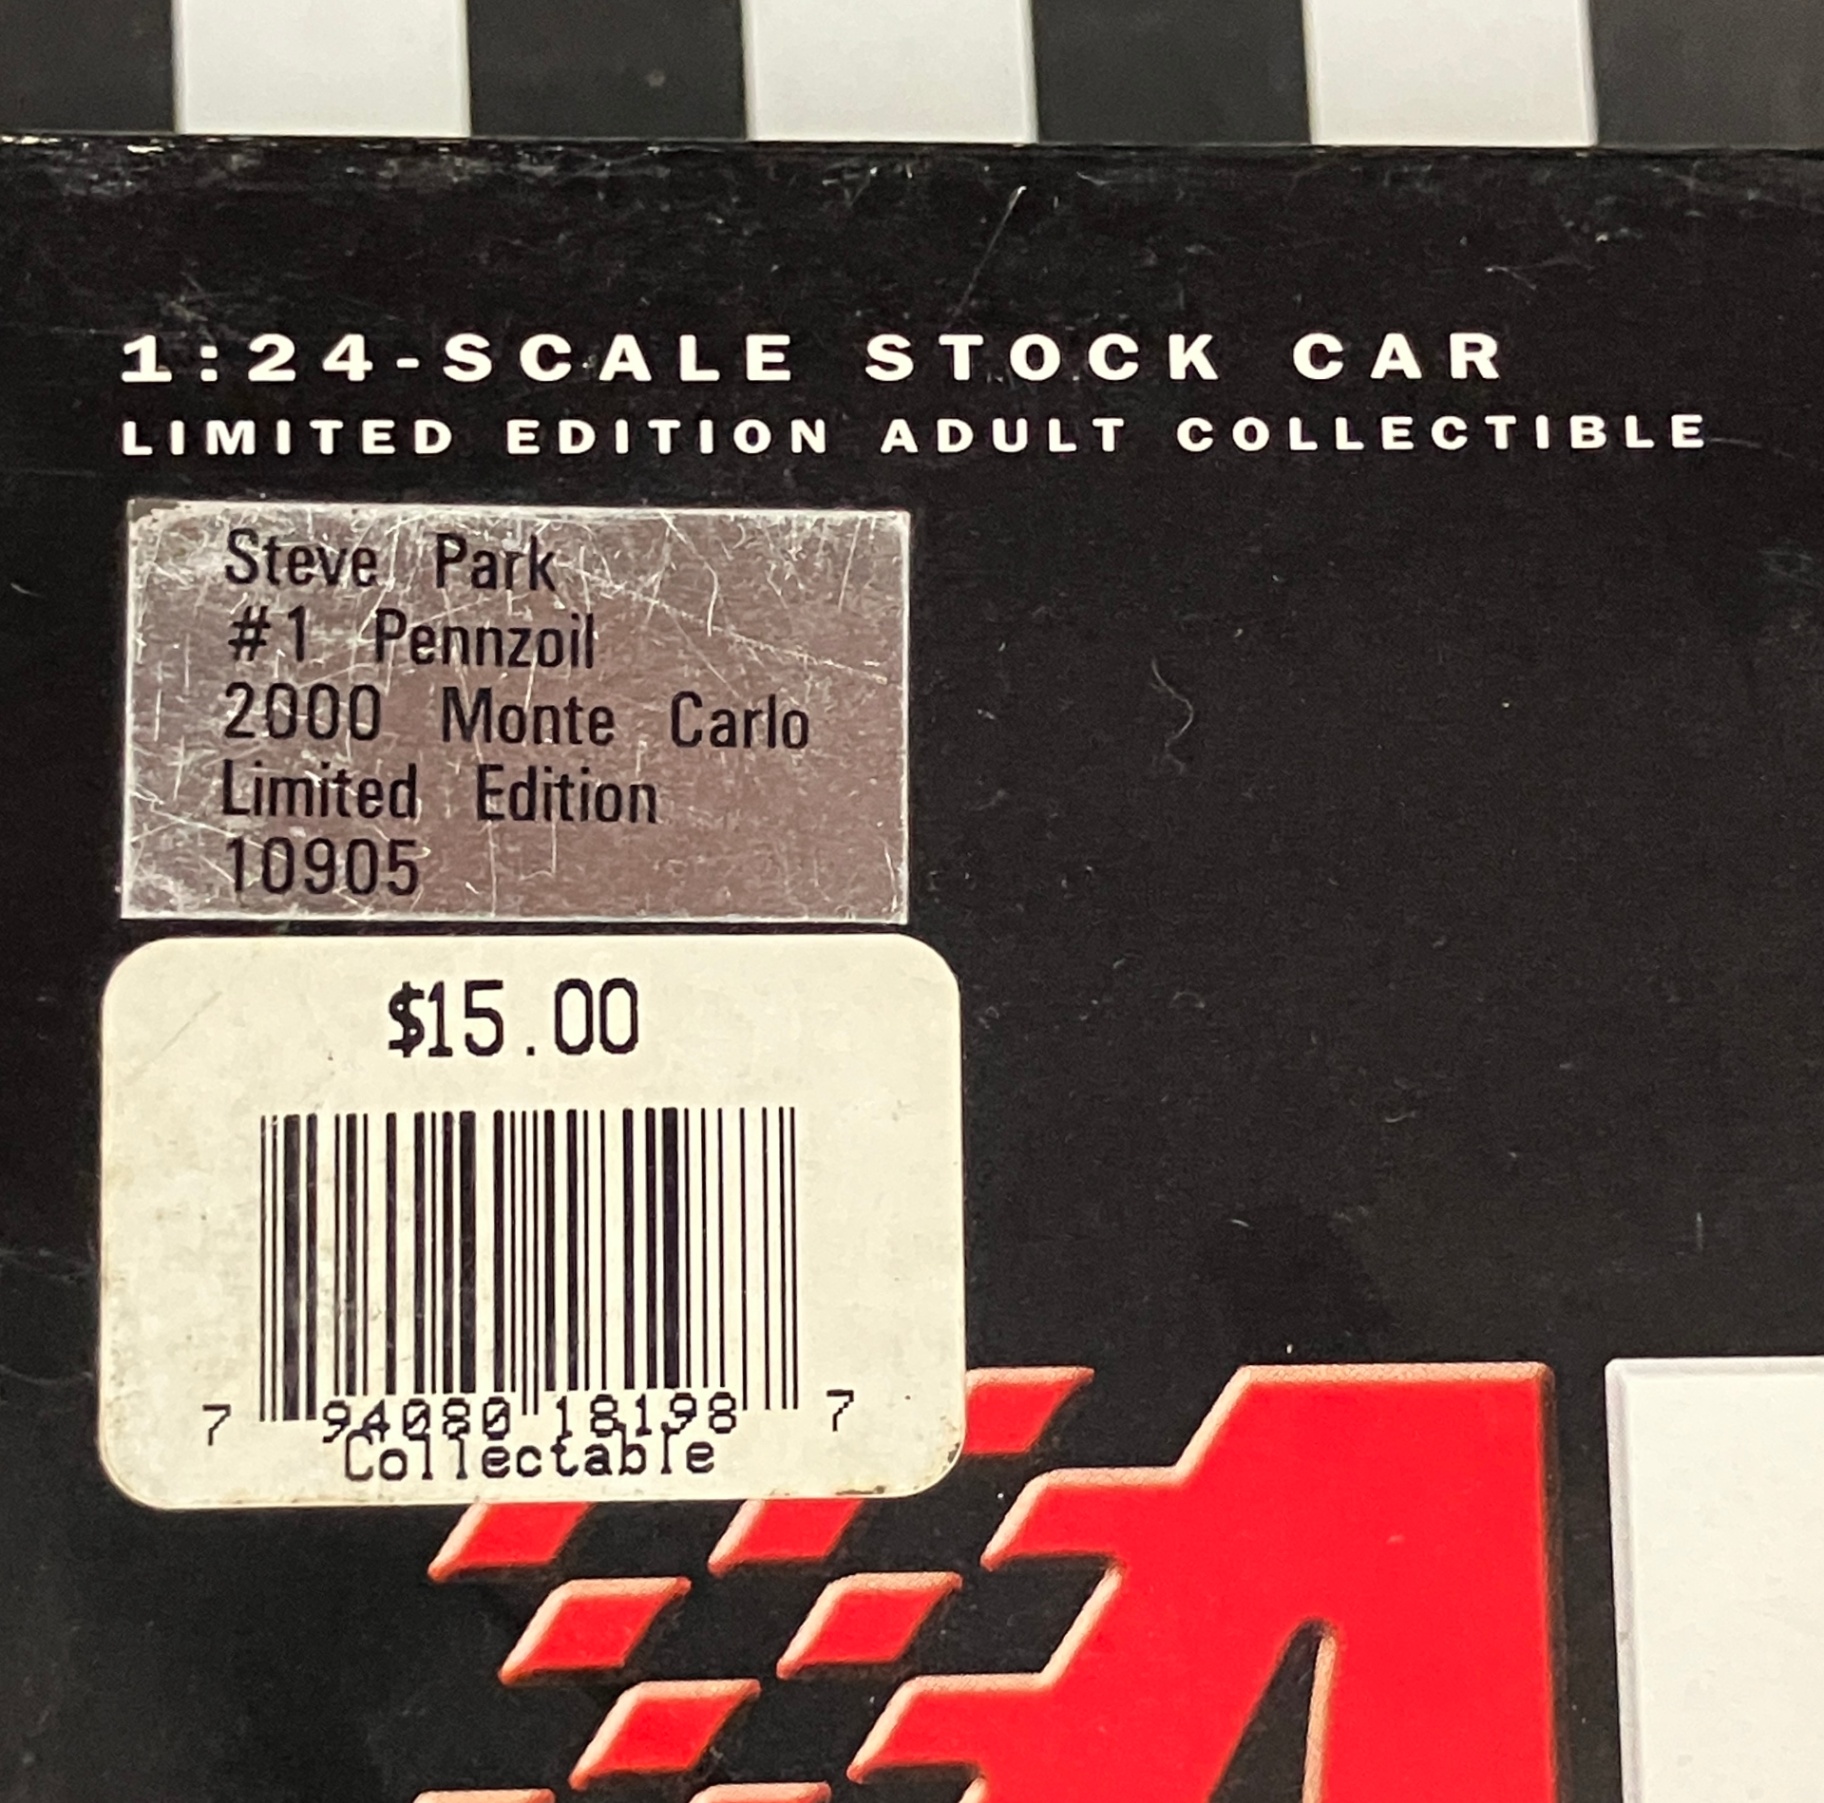 1:24-SCALE STOCK CAR
LIMITED EDITION ADULT COLLECTIBLE
Steve Park
#1 Pennzoil
2000 Monte Carlo
Limited Edition
10905
$15.00
7 94080 18198 7
Collectable